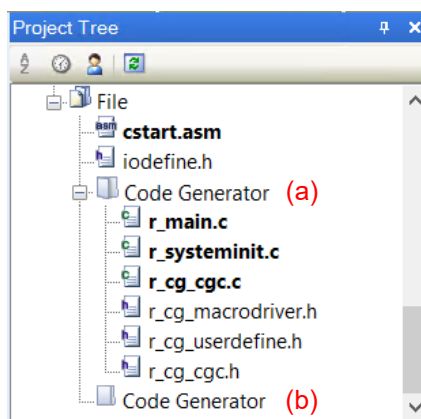 Project Tree
File
cstart.asm
iodefine.h
Code Generator (a)
r_main.c
r_systeminit.c
r_cg_cgc.c
r_cg_macrodriver.h
r_cg_userdefine.h
r_cg_cgc.h
Code Generator (b)